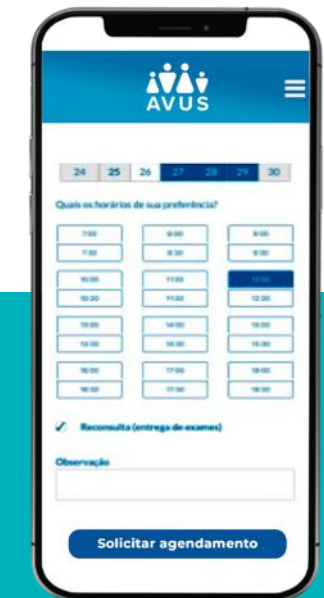 AVUS
24 25 26 27 28 29 30
Quais os horários de sua preferência?
7:00 8:00 9:00
7:30 8:30 9:30
10:00 11:00 12:00
10:30 11:30 12:30
13:00 14:00 15:00
13:30 14:30 15:30
16:00 17:00 18:00
16:30 17:30 18:30
✓ Reconsulta (entrega de exames)
Observação
Solicitar agendamento